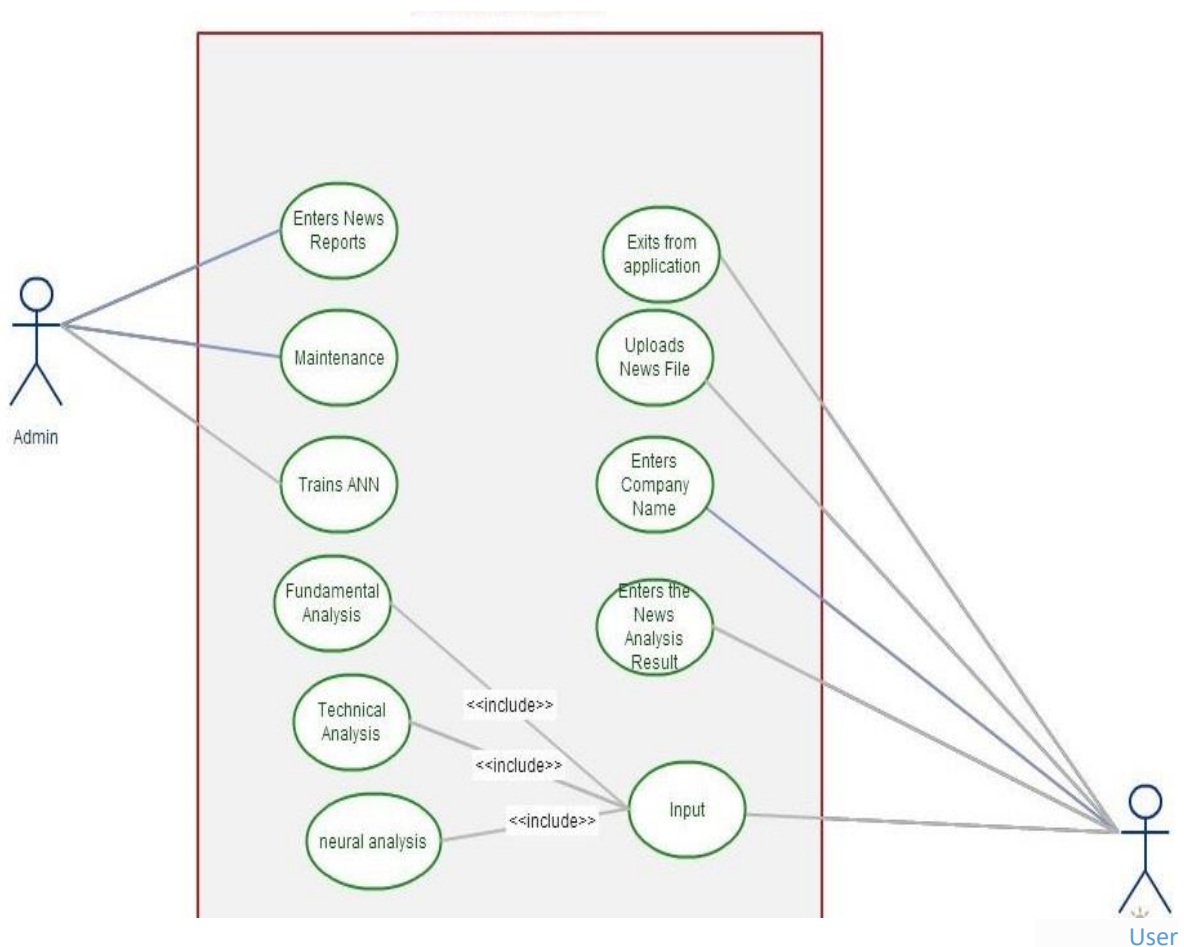 Enters News
Reports
Exits from
application
Maintenance
Uploads
News File
Admin
Trains ANN
Enters
Company
Name
Fundamental
Analysis
Enters the
News
Analysis
Result
<<include>>
Technical
Analysis
<<include>>
Input
<<include>>
neural analysis
User